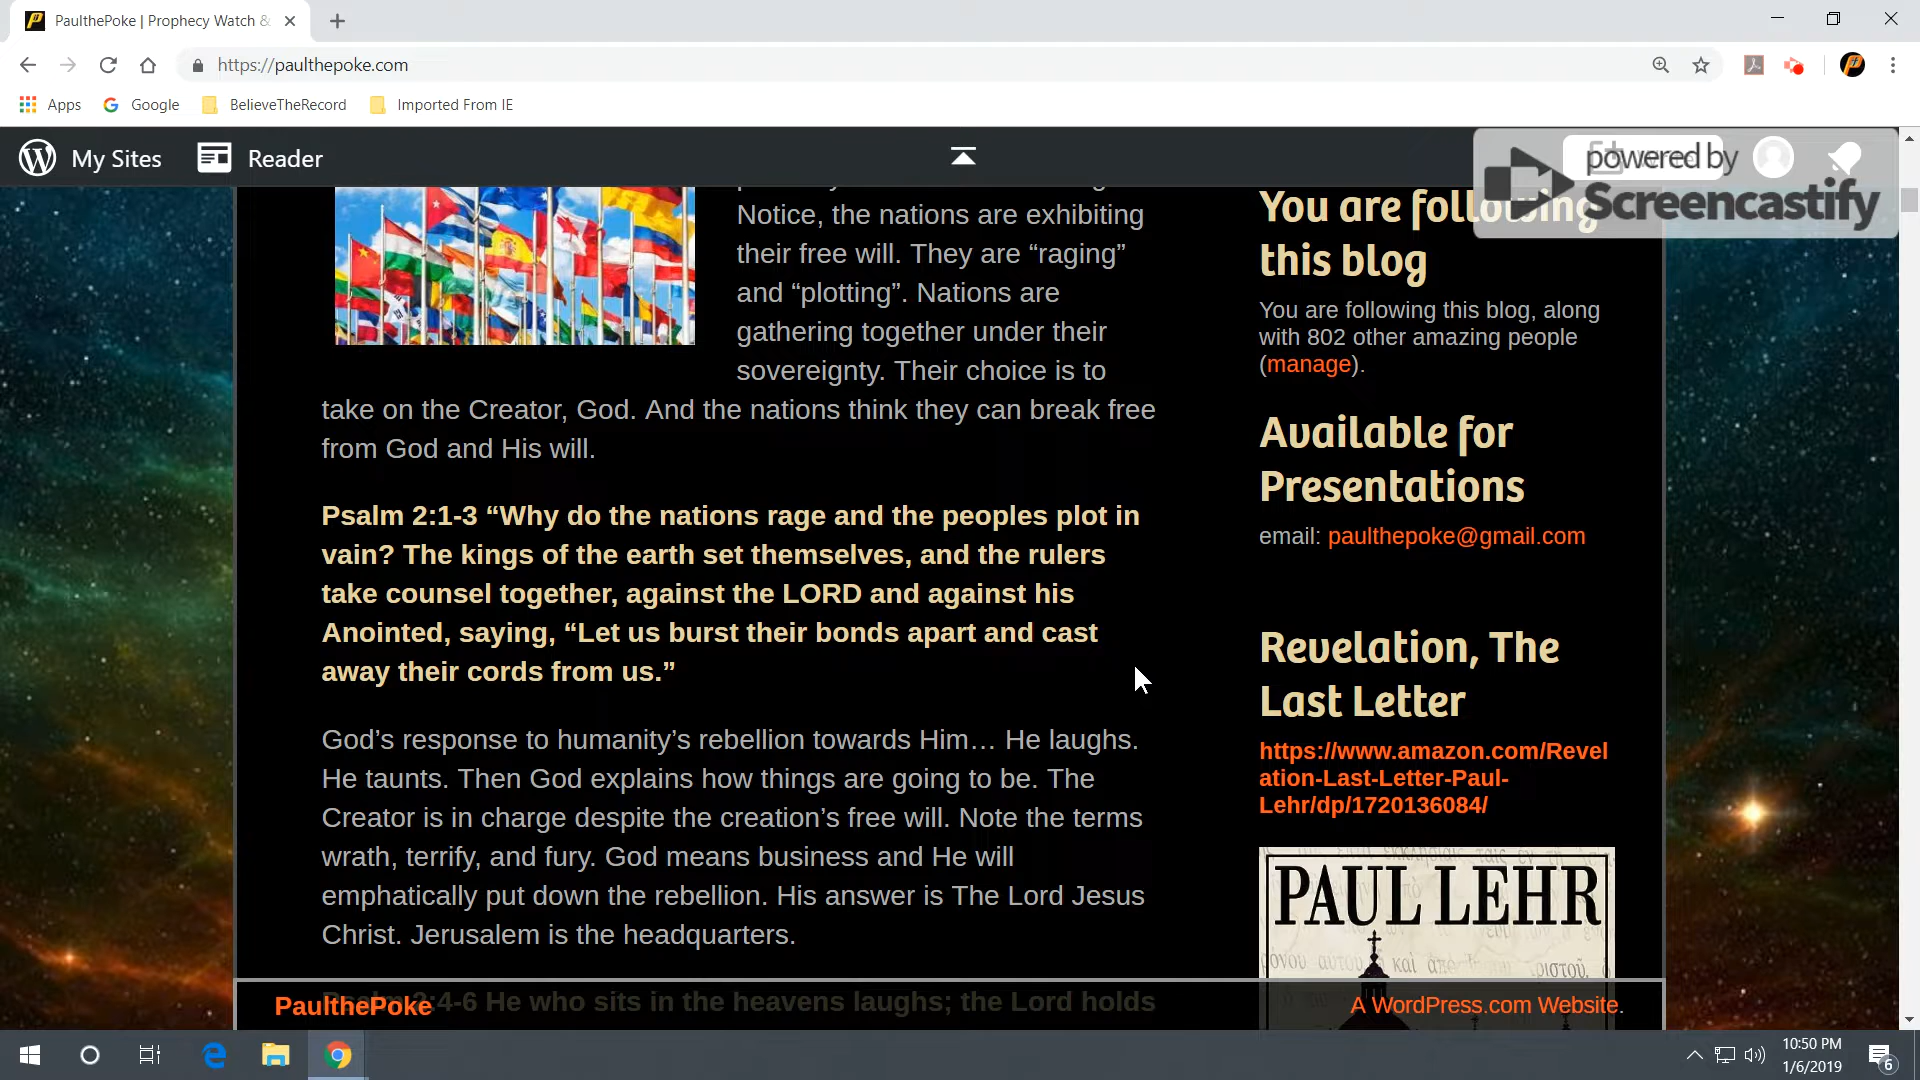 PaulthePoke | Prophecy Watch &
https://paulthepoke.com
Apps
Google
BelieveTheRecord
Imported From IE
My Sites
Reader
powered by
Screencastify
Notice, the nations are exhibiting
their free will. They are “raging”
and “plotting”. Nations are
gathering together under their
sovereignty. Their choice is to
take on the Creator, God. And the nations think they can break free
from God and His will.
Psalm 2:1-3 “Why do the nations rage and the peoples plot in
vain? The kings of the earth set themselves, and the rulers
take counsel together, against the LORD and against his
Anointed, saying, “Let us burst their bonds apart and cast
away their cords from us.”
God’s response to humanity’s rebellion towards Him… He laughs.
He taunts. Then God explains how things are going to be. The
Creator is in charge despite the creation’s free will. Note the terms
wrath, terrify, and fury. God means business and He will
emphatically put down the rebellion. His answer is The Lord Jesus
Christ. Jerusalem is the headquarters.
Psalm 2:4-6 He who sits in the heavens laughs; the Lord holds
You are following
this blog
You are following this blog, along
with 802 other amazing people
(manage).
Available for
Presentations
email: paulthepoke@gmail.com
Revelation, The
Last Letter
https://www.amazon.com/Revel
ation-Last-Letter-Paul-
Lehr/dp/1720136084/
PAUL LEHR
PaulthePoke
A WordPress.com Website.
10:50 PM
1/6/2019
6